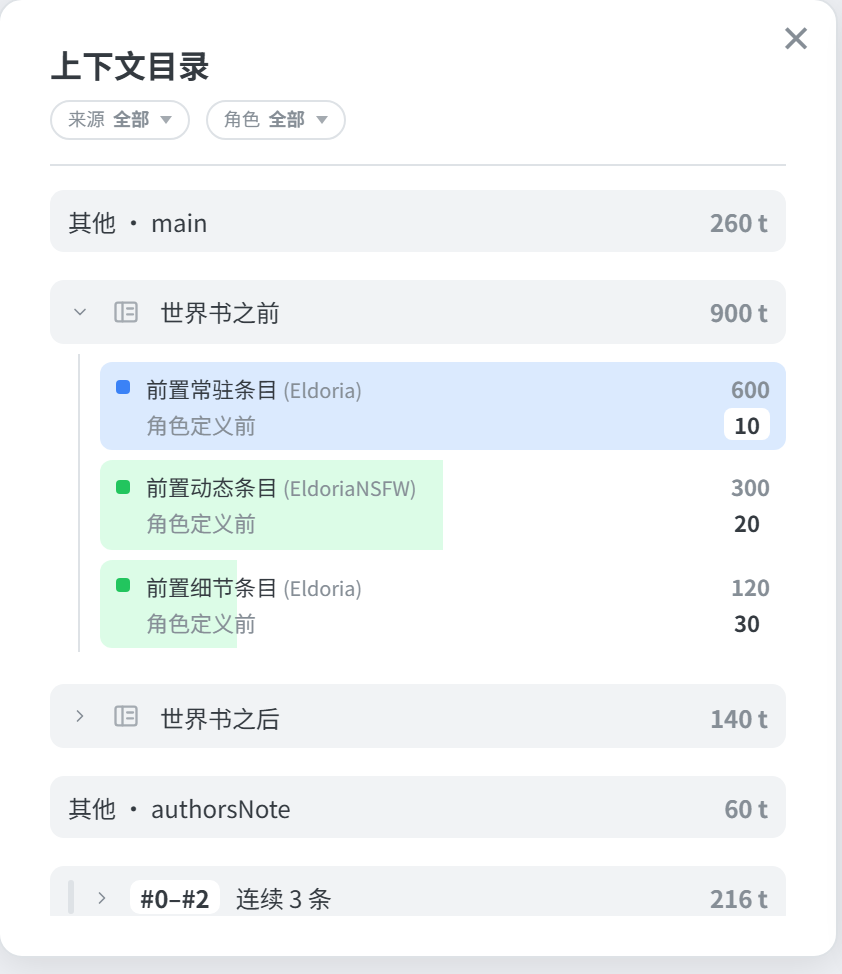 上下文目录
来源 全部
角色 全部
其他 · main 260 t
世界书之前 900 t
前置常驻条目 (Eldoria) 600
角色定义前 10
前置动态条目 (EldoriaNSFW) 300
角色定义前 20
前置细节条目 (Eldoria) 120
角色定义前 30
世界书之后 140 t
其他 · authorsNote 60 t
#0–#2 连续 3 条 216 t